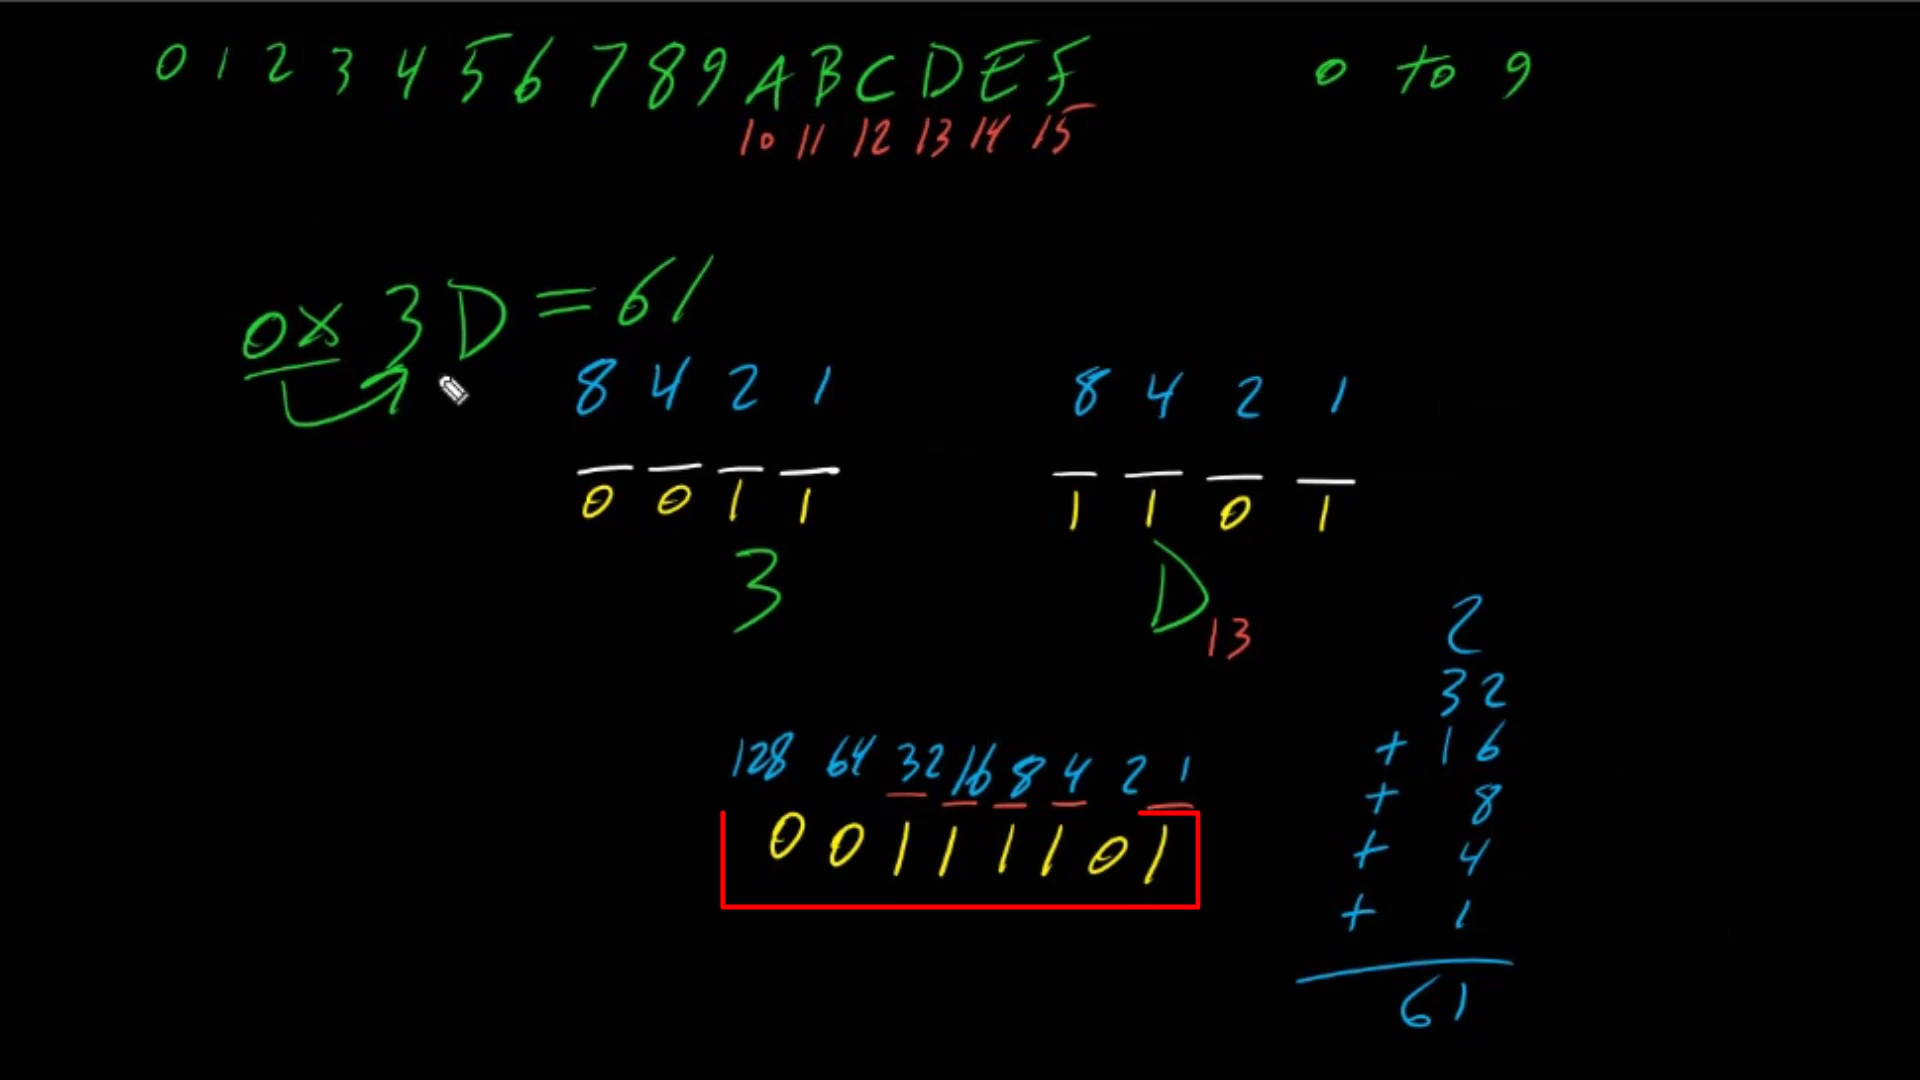 0 1 2 3 4 5 6 7 8 9 A B C D E F 0 to 9
10 11 12 13 14 15
0x 3D = 61
8 4 2 1 8 4 2 1
0 0 1 1 1 1 0 1
3 D 13
2
32
128 64 32 16 8 4 2 1 + 16
+ 8
0 0 1 1 1 1 0 1 + 4
+ 1
61